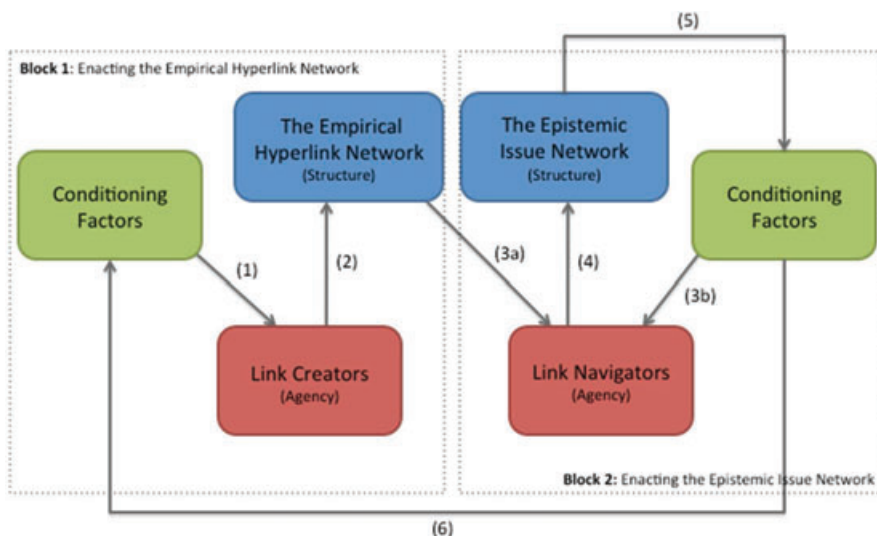 (5)
Block 1: Enacting the Empirical Hyperlink Network
The Empirical
Hyperlink Network
(Structure)
The Epistemic
Issue Network
(Structure)
Conditioning
Factors
Conditioning
Factors
(1)
(2)
(3a)
(4)
(3b)
Link Creators
(Agency)
Link Navigators
(Agency)
Block 2: Enacting the Epistemic Issue Network
(6)